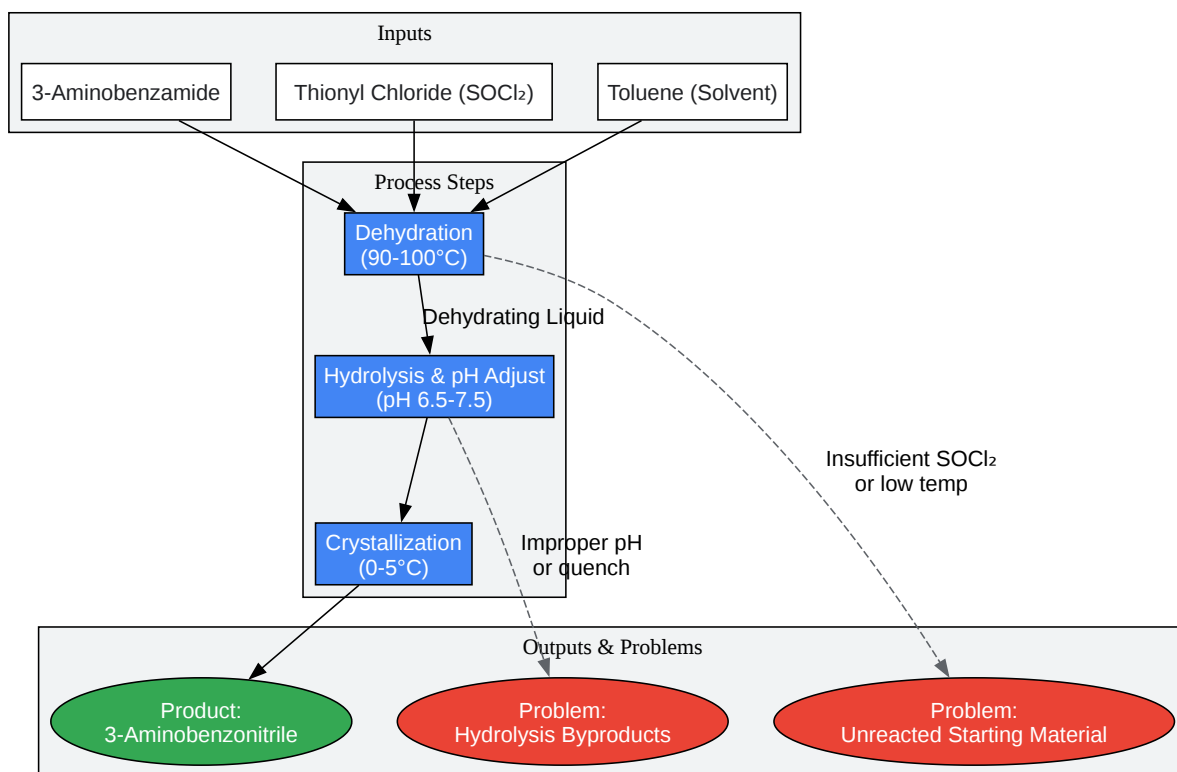 Inputs
3-Aminobenzamide
Thionyl Chloride (SOCl₂)
Toluene (Solvent)
Process Steps
Dehydration
(90-100°C)
Dehydrating Liquid
Hydrolysis & pH Adjust
(pH 6.5-7.5)
Insufficient SOCl₂
or low temp
Crystallization
(0-5°C)
Improper pH
or quench
Outputs & Problems
Product:
3-Aminobenzonitrile
Problem:
Hydrolysis Byproducts
Problem:
Unreacted Starting Material